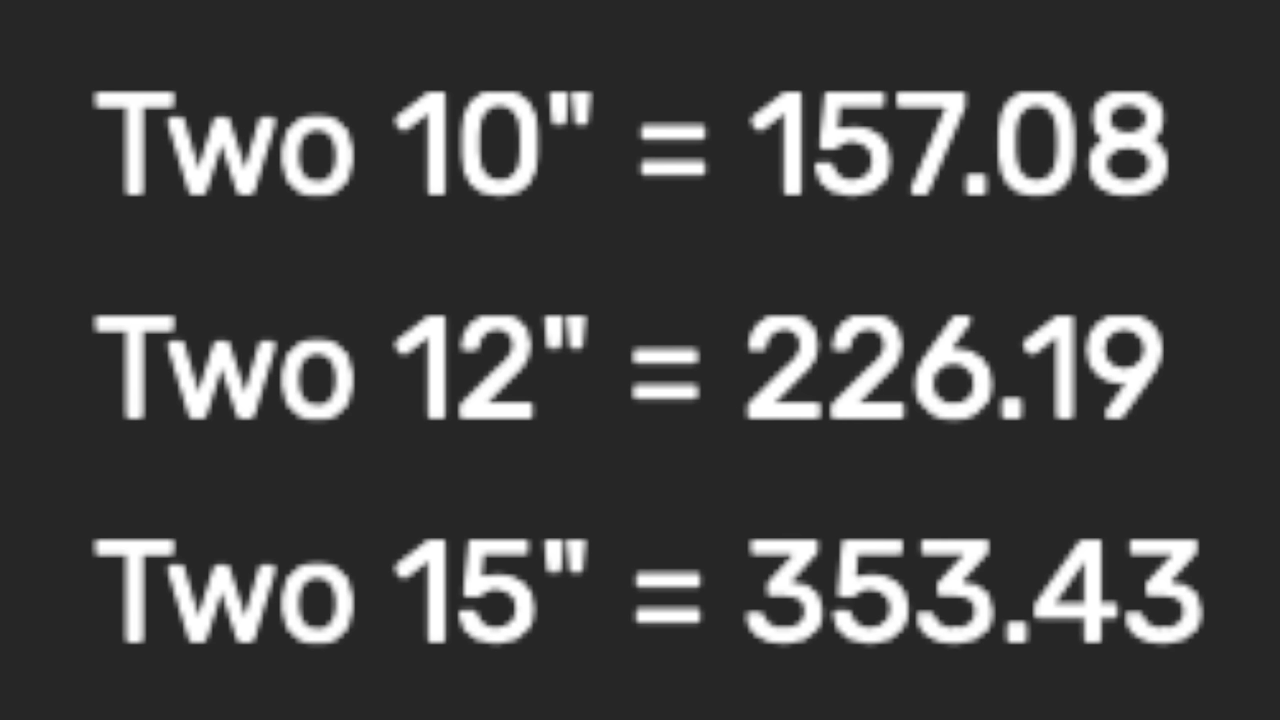 Two 10" = 157.08
Two 12" = 226.19
Two 15" = 353.43